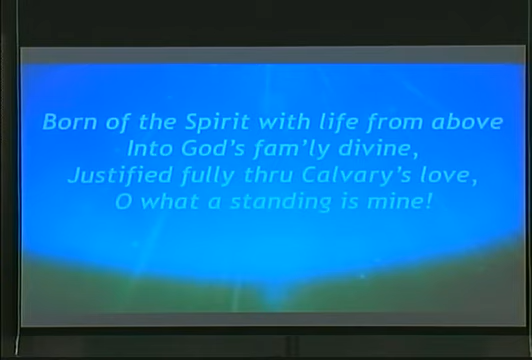 Born of the Spirit with life from above
Into God's fam'ly divine,
Justified fully thru Calvary's love,
O what a standing is mine!